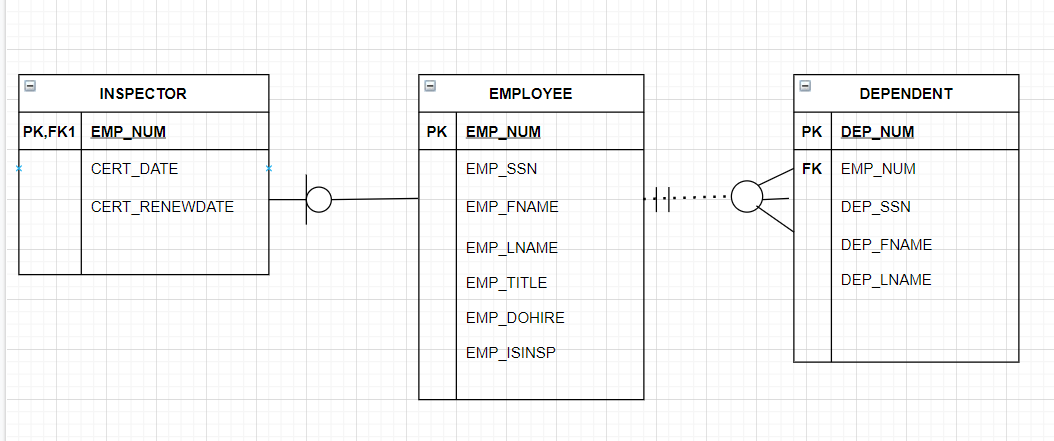 INSPECTOR
PK,FK1 EMP_NUM
CERT_DATE
CERT_RENEWDATE
EMPLOYEE
PK EMP_NUM
EMP_SSN
EMP_FNAME
EMP_LNAME
EMP_TITLE
EMP_DOHIRE
EMP_ISINSP
DEPENDENT
PK DEP_NUM
FK EMP_NUM
DEP_SSN
DEP_FNAME
DEP_LNAME